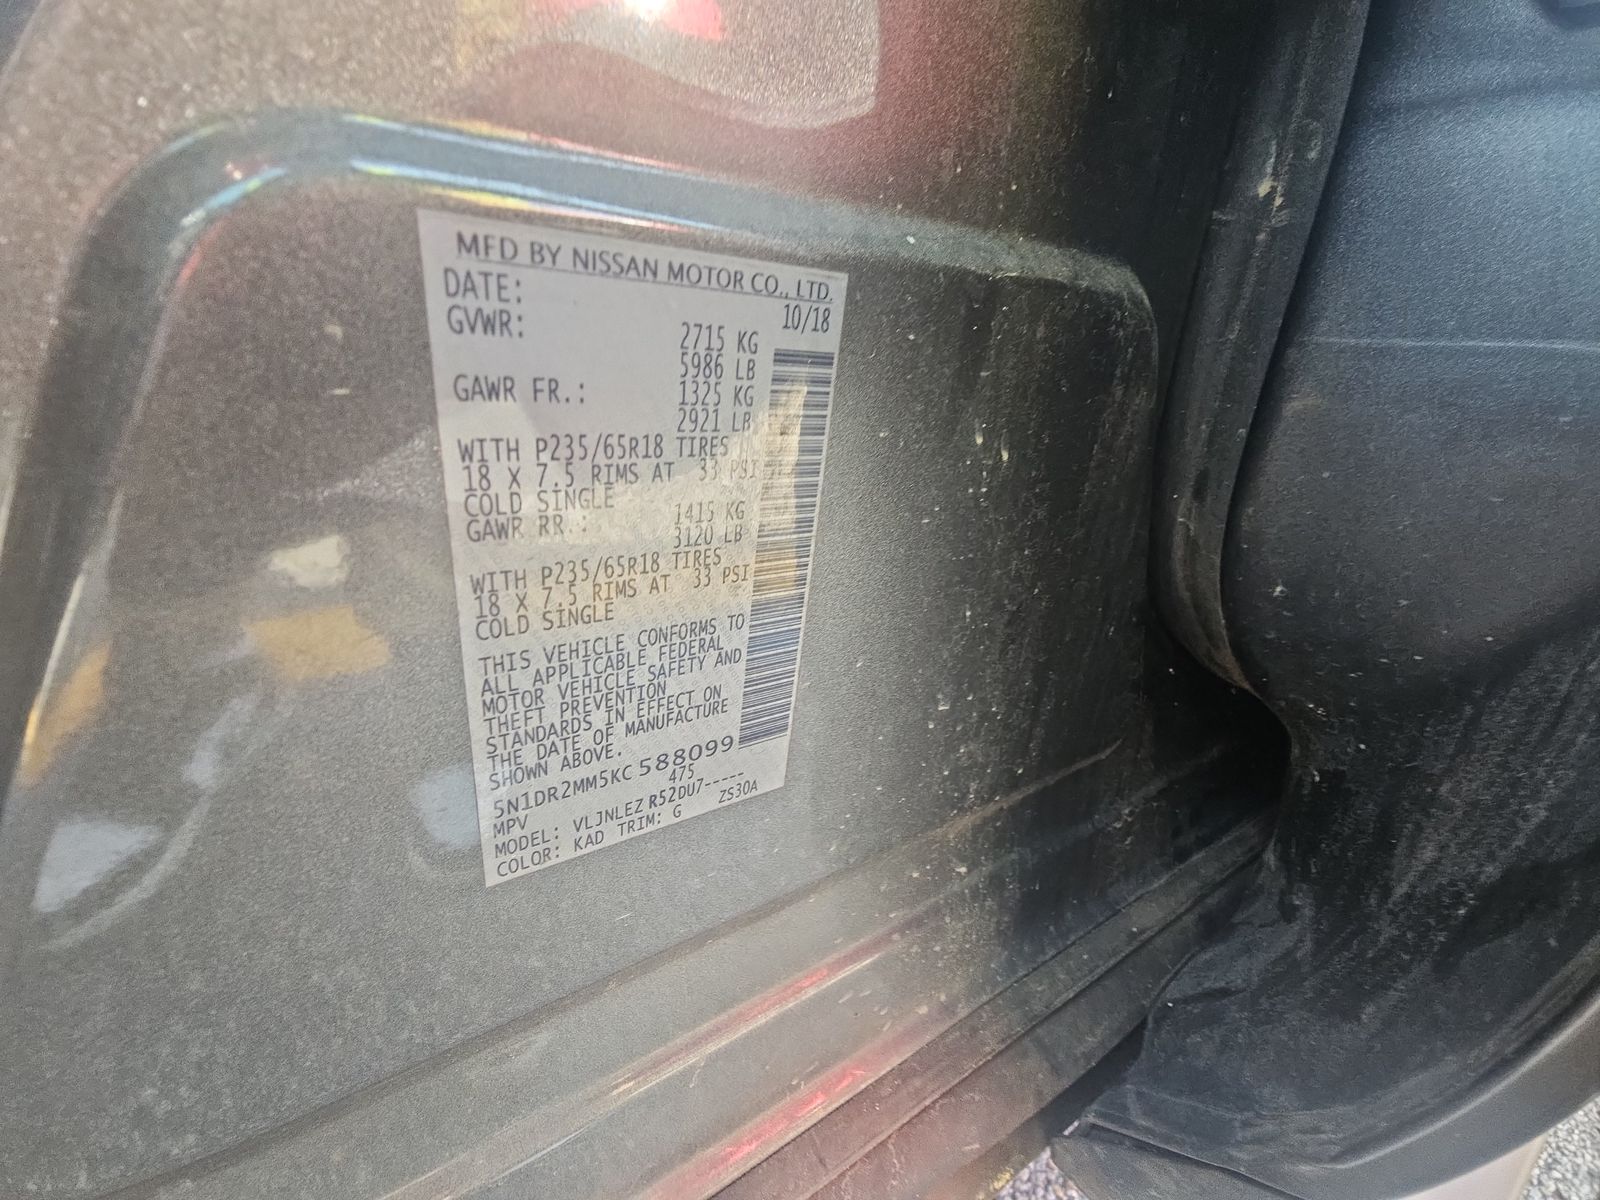 MFD BY NISSAN MOTOR CO., LTD.
DATE: 10/18
GVWR: 2715 KG
5986 LB
GAWR FR.: 1325 KG
2921 LB
WITH P235/65R18 TIRES
18 X 7.5 RIMS AT 33 PSI
COLD SINGLE
GAWR RR.: 1415 KG
3120 LB
WITH P235/65R18 TIRES
18 X 7.5 RIMS AT 33 PSI
COLD SINGLE
THIS VEHICLE CONFORMS TO
ALL APPLICABLE FEDERAL
MOTOR VEHICLE SAFETY AND
THEFT PREVENTION
STANDARDS IN EFFECT ON
THE DATE OF MANUFACTURE
SHOWN ABOVE.
5N1DR2MM5KC 588099
MPV 475
MODEL: VLJNLEZ R52DU7-----
COLOR: KAD TRIM: G ZS30A